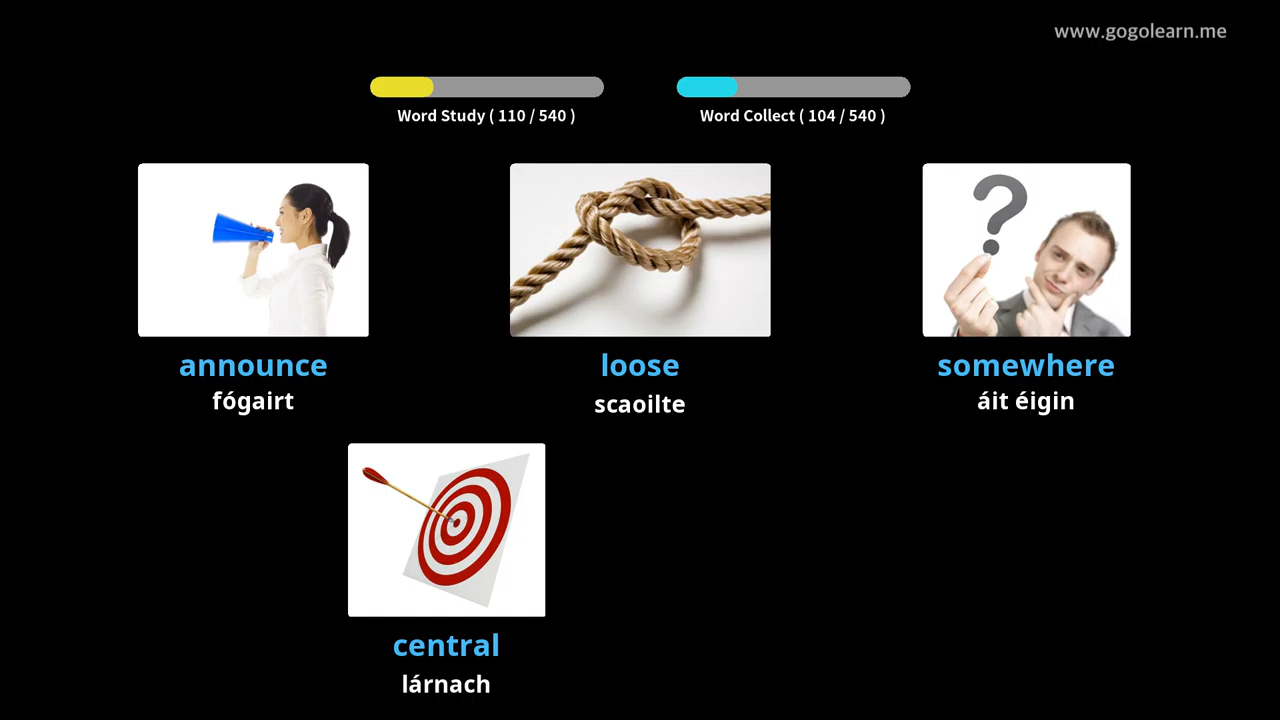 www.gogolearn.me
Word Study ( 110 / 540 )
Word Collect ( 104 / 540 )
announce
fógairt
loose
scaoilte
somewhere
áit éigin
central
lárnach